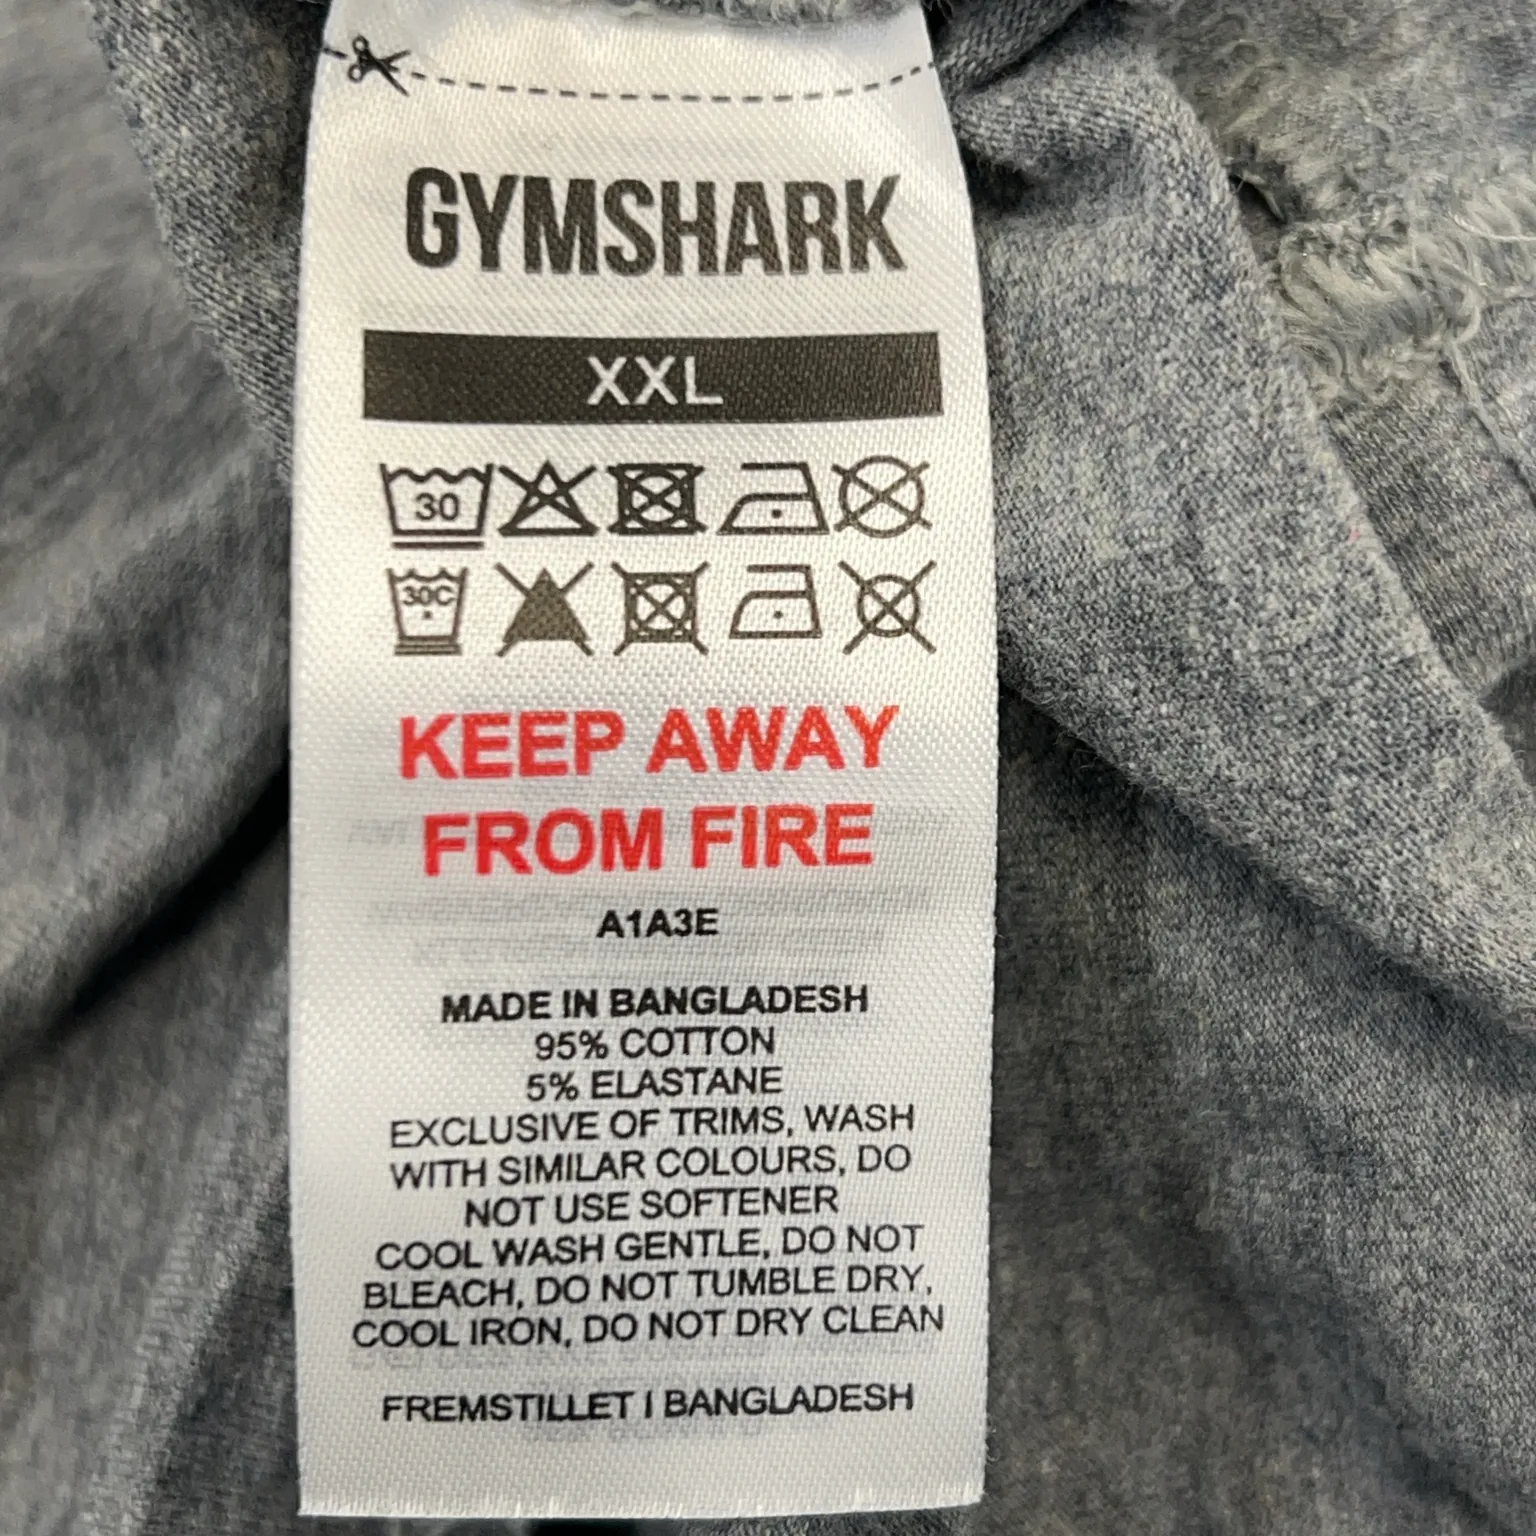 GYMSHARK
XXL
30
30C
KEEP AWAY
FROM FIRE
A1A3E
MADE IN BANGLADESH
95% COTTON
5% ELASTANE
EXCLUSIVE OF TRIMS, WASH
WITH SIMILAR COLOURS, DO
NOT USE SOFTENER
COOL WASH GENTLE, DO NOT
BLEACH, DO NOT TUMBLE DRY,
COOL IRON, DO NOT DRY CLEAN
FREMSTILLET I BANGLADESH